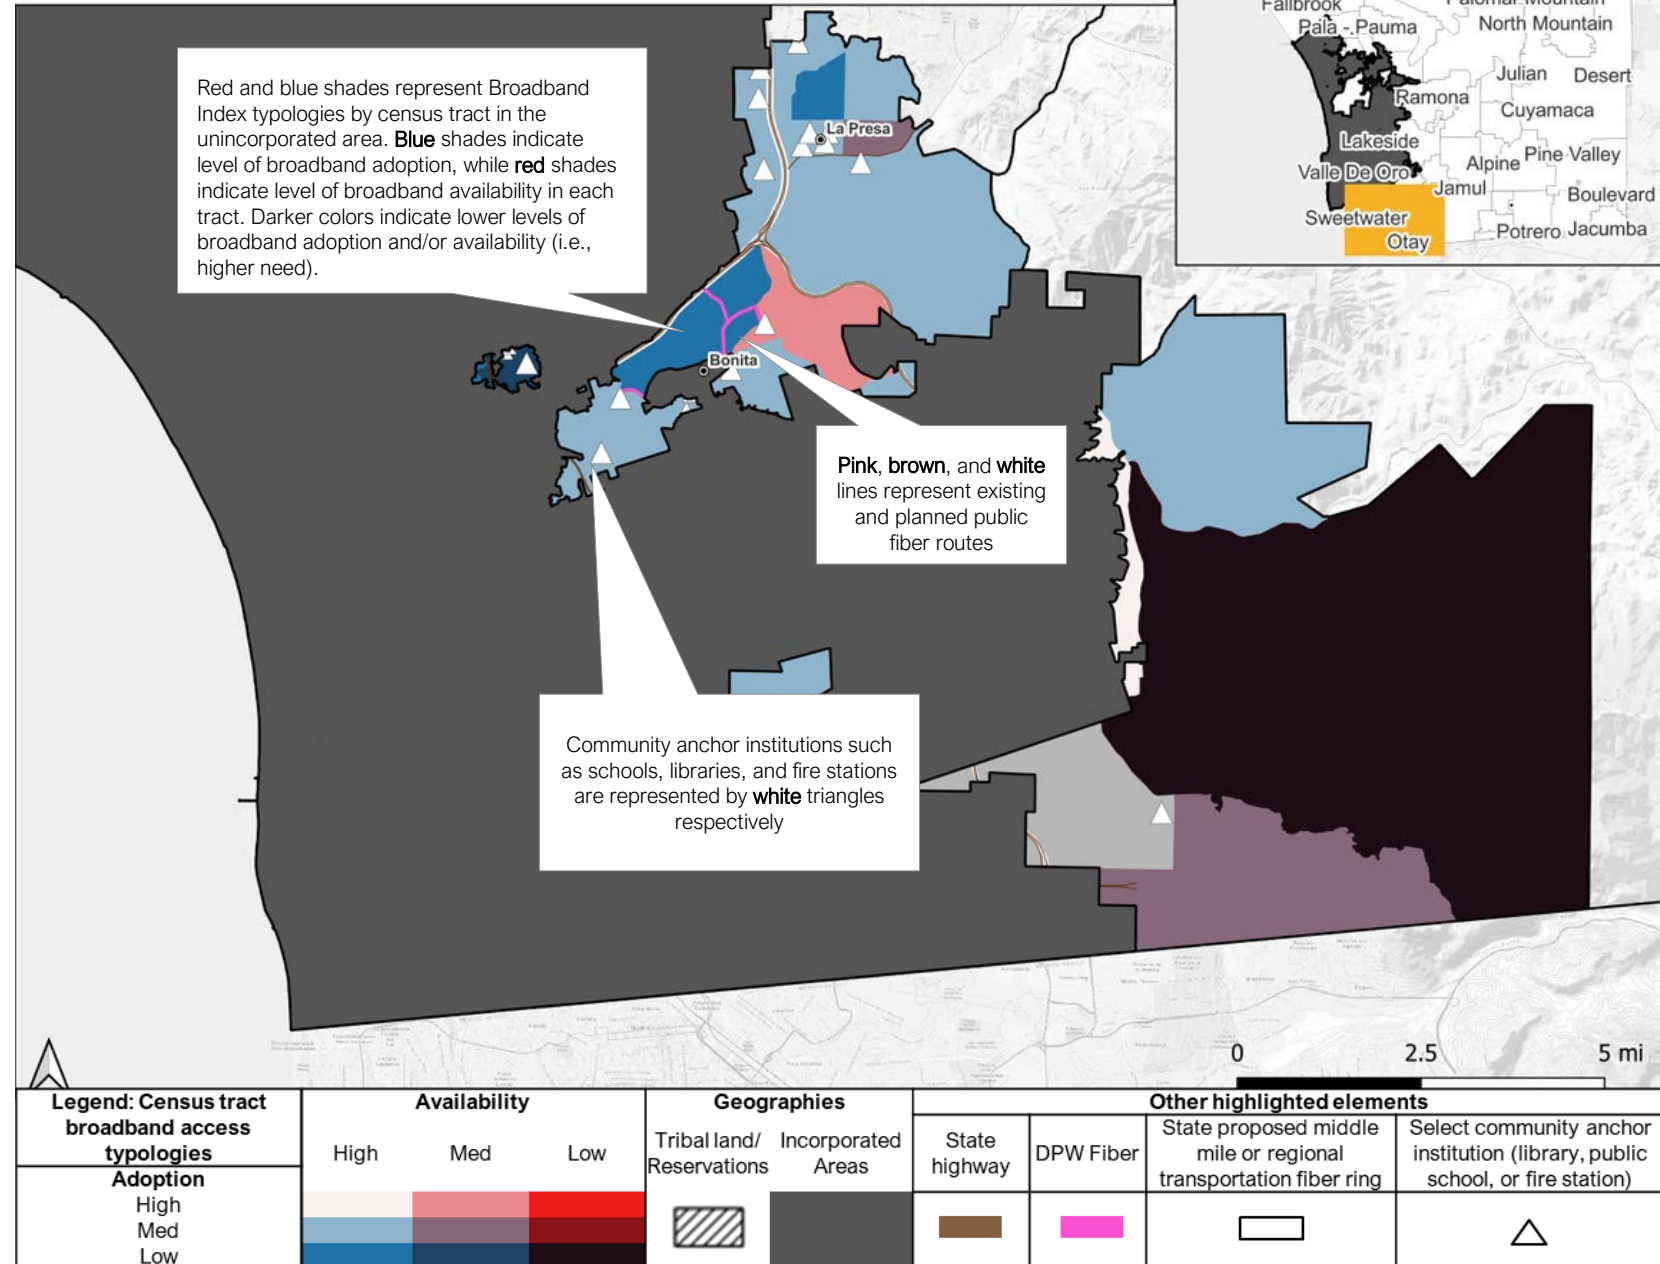 Fallbrook
Palomar Mountain
Pala - Pauma
North Mountain
Julian
Desert
Ramona
Cuyamaca
Lakeside
Alpine
Pine Valley
Valle De Oro
Jamul
Boulevard
Sweetwater
Otay
Potrero
Jacumba
Red and blue shades represent Broadband
Index typologies by census tract in the
unincorporated area. Blue shades indicate
level of broadband adoption, while red shades
indicate level of broadband availability in each
tract. Darker colors indicate lower levels of
broadband adoption and/or availability (i.e.,
higher need).
La Presa
Bonita
Pink, brown, and white
lines represent existing
and planned public
fiber routes
Community anchor institutions such
as schools, libraries, and fire stations
are represented by white triangles
respectively
0 2.5 5 mi
Legend: Census tract
broadband access
typologies
Adoption
High
Med
Low
Availability
High Med Low
Geographies
Tribal land/
Reservations
Incorporated
Areas
Other highlighted elements
State
highway
DPW Fiber
State proposed middle
mile or regional
transportation fiber ring
Select community anchor
institution (library, public
school, or fire station)